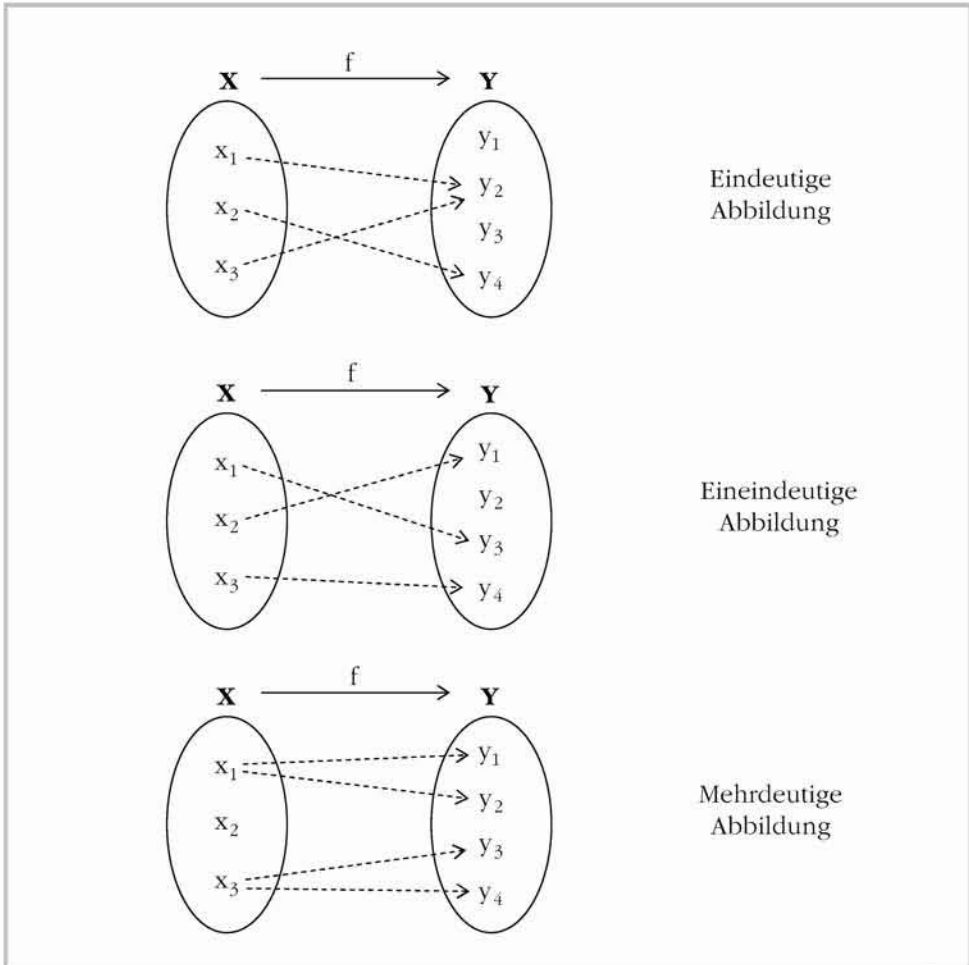 f
X Y
x₁
x₂
x₃
y₁
y₂
y₃
y₄
Eindeutige
Abbildung
f
X Y
x₁
x₂
x₃
y₁
y₂
y₃
y₄
Eineindeutige
Abbildung
f
X Y
x₁
x₂
x₃
y₁
y₂
y₃
y₄
Mehrdeutige
Abbildung